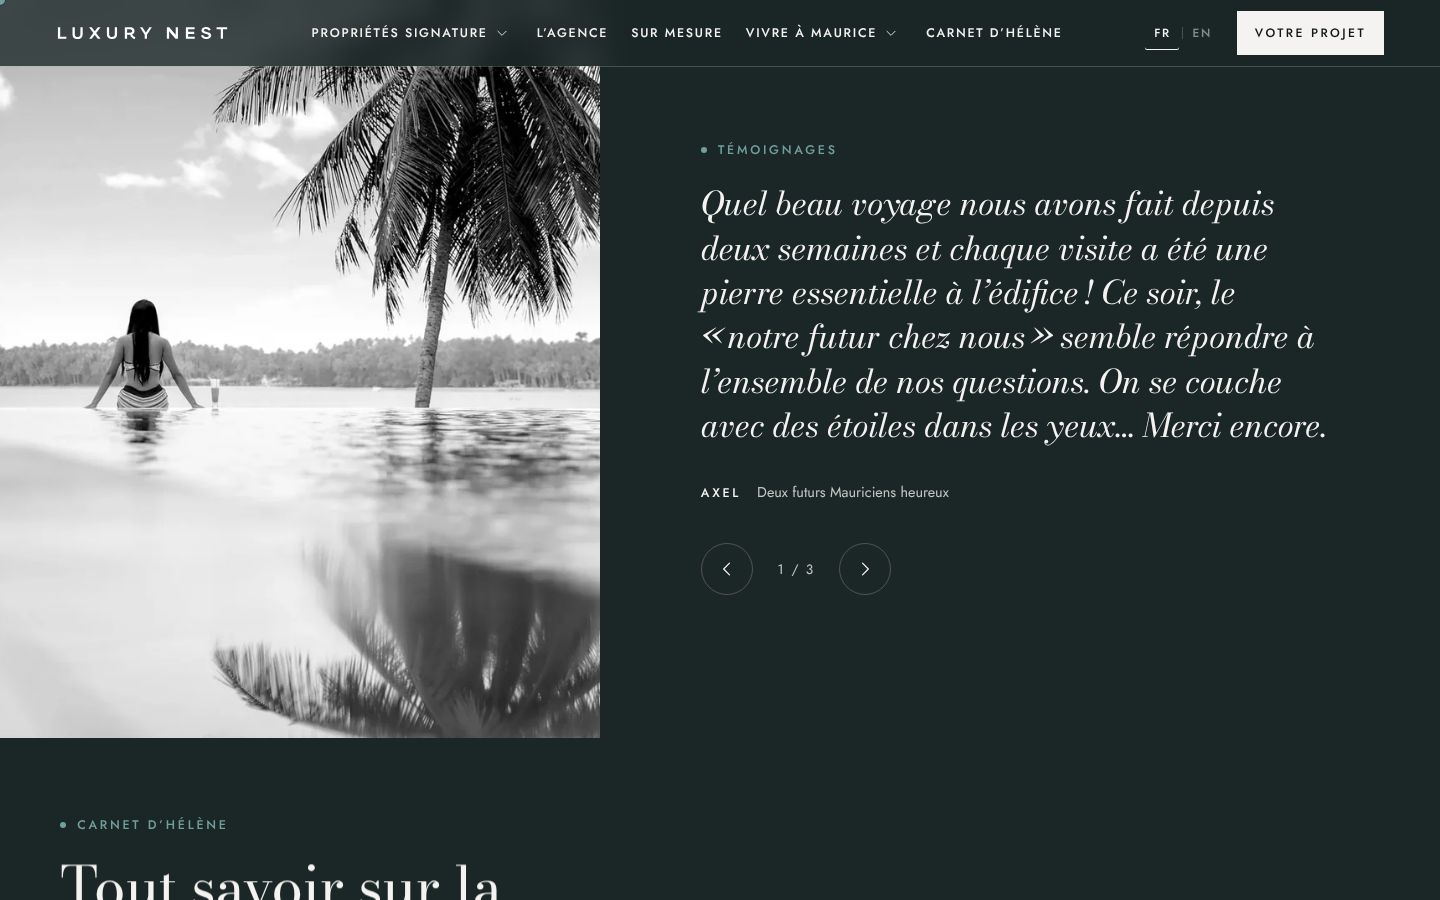 LUXURY NEST
PROPRIÉTÉS SIGNATURE
L’AGENCE
SUR MESURE
VIVRE À MAURICE
CARNET D’HÉLÈNE
FR
EN
VOTRE PROJET
TÉMOIGNAGES
Quel beau voyage nous avons fait depuis
deux semaines et chaque visite a été une
pierre essentielle à l’édifice ! Ce soir, le
« notre futur chez nous » semble répondre à
l’ensemble de nos questions. On se couche
avec des étoiles dans les yeux... Merci encore.
AXEL Deux futurs Mauriciens heureux
1 / 3
CARNET D’HÉLÈNE
Tout savoir sur la